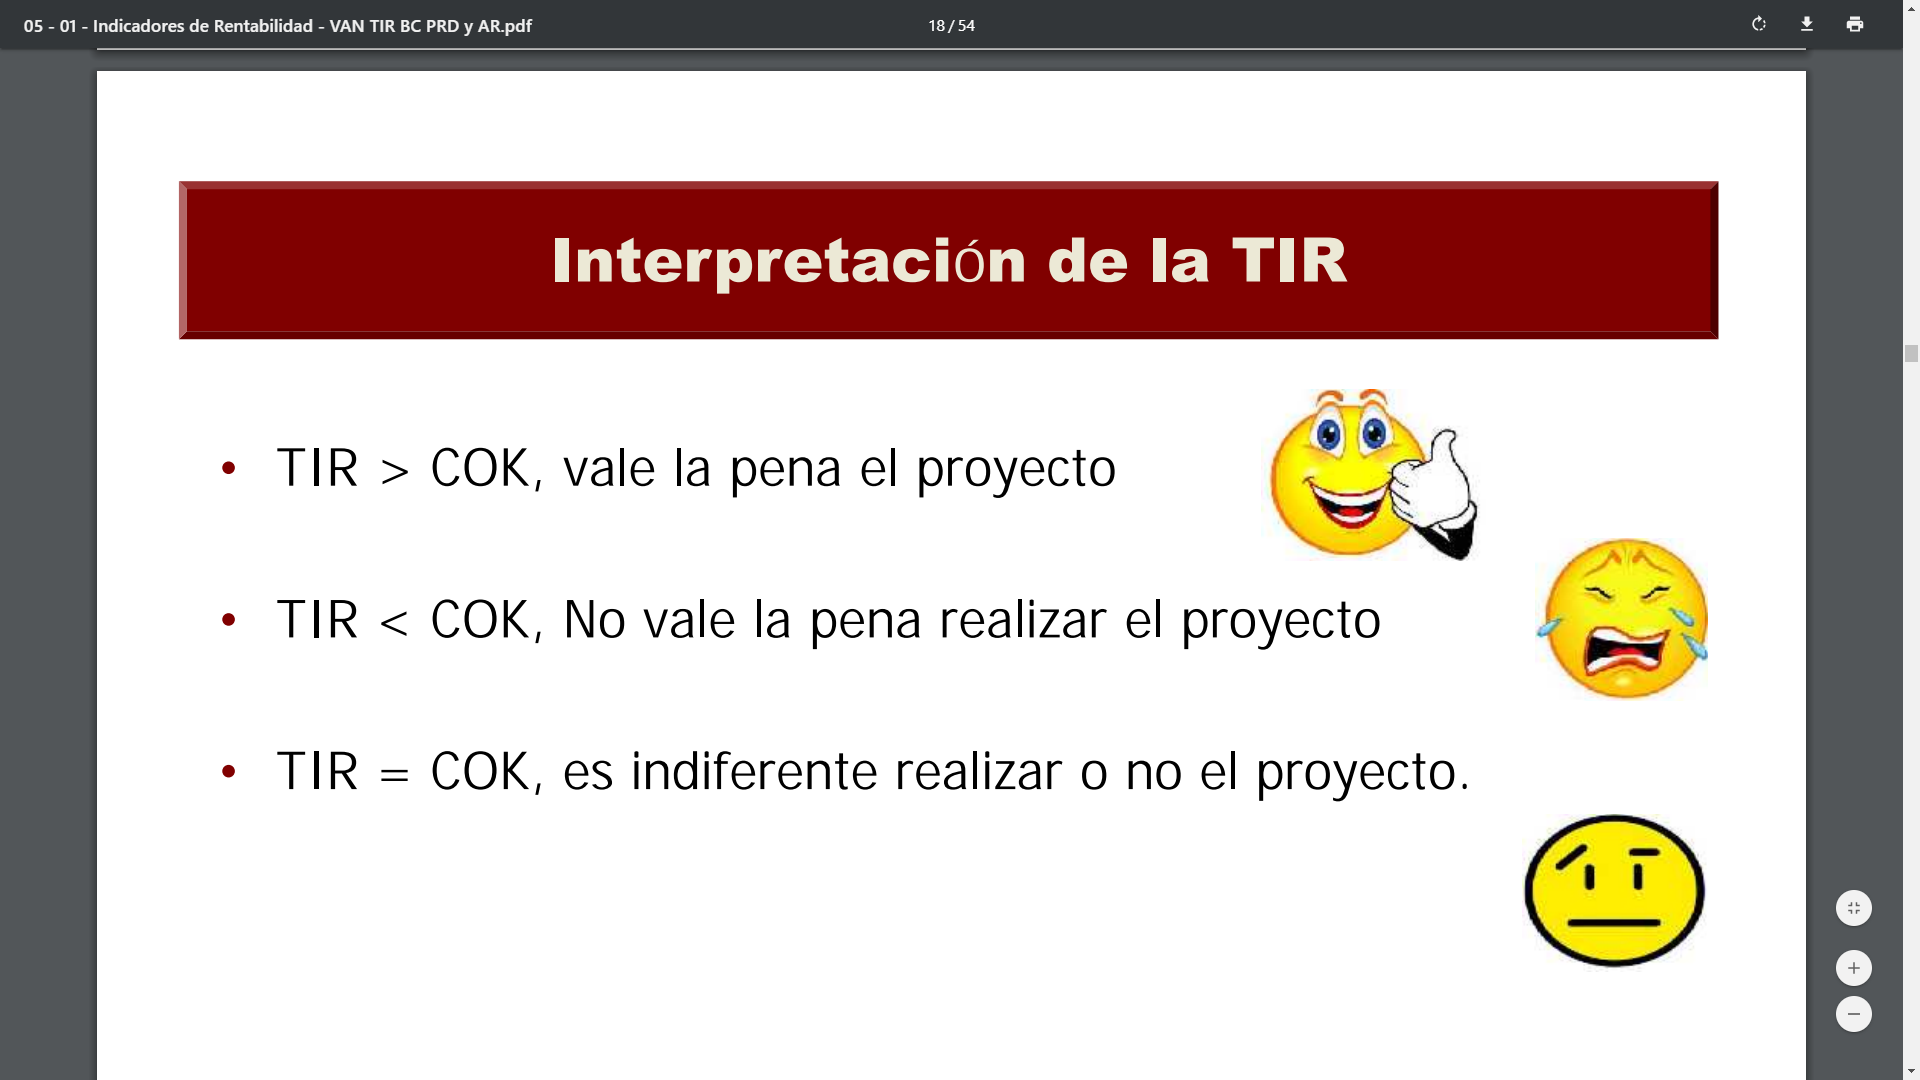 05 - 01 - Indicadores de Rentabilidad - VAN TIR BC PRD y AR.pdf
18 / 54
Interpretación de la TIR
• TIR > COK, vale la pena el proyecto
• TIR < COK, No vale la pena realizar el proyecto
• TIR = COK, es indiferente realizar o no el proyecto.